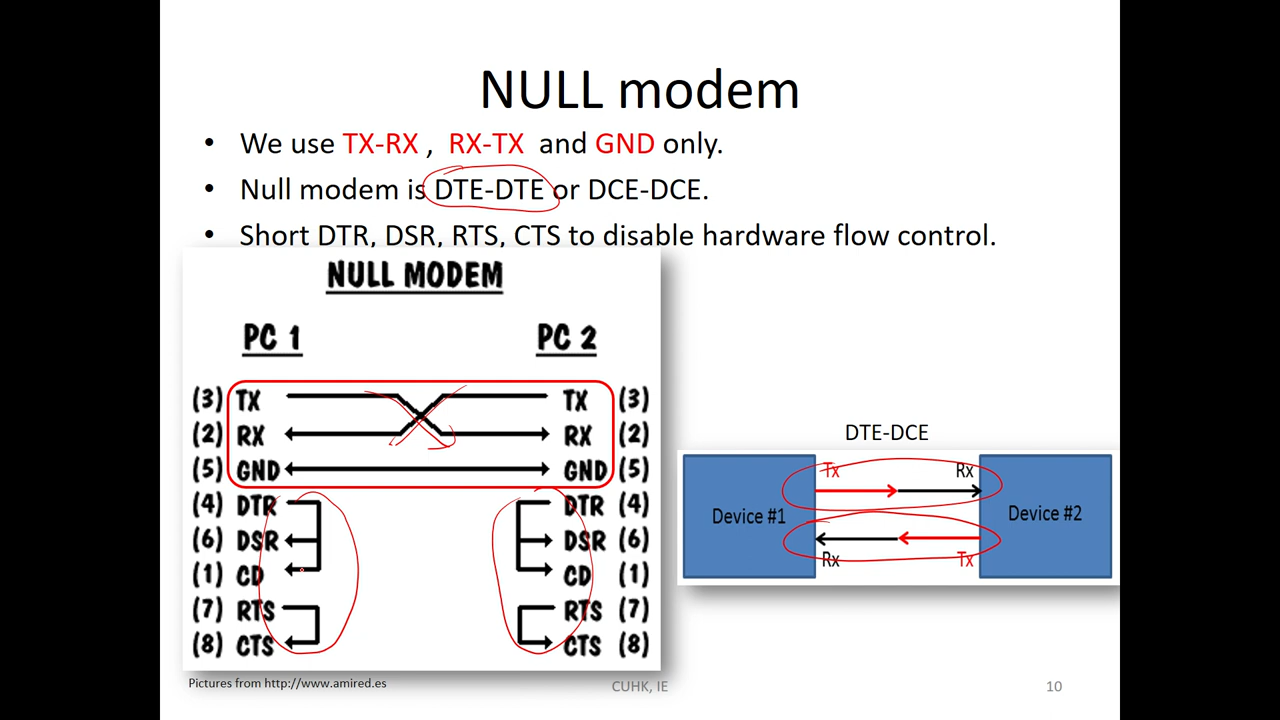 NULL modem
• We use TX-RX , RX-TX and GND only.
• Null modem is DTE-DTE or DCE-DCE.
• Short DTR, DSR, RTS, CTS to disable hardware flow control.
NULL MODEM
PC 1 PC 2
(3) TX TX (3)
(2) RX RX (2)
(5) GND GND (5)
(4) DTR DTR (4)
(6) DSR DSR (6)
(1) CD CD (1)
(7) RTS RTS (7)
(8) CTS CTS (8)
DTE-DCE
Tx Rx
Device #1 Device #2
Rx Tx
Pictures from http://www.amired.es
CUHK, IE
10